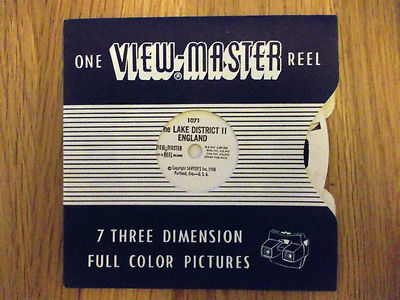 ONE VIEW-MASTER REEL
®
1071
The LAKE DISTRICT II
ENGLAND
VIEW-MASTER
REEL
© Copyright SAWYER'S Inc. 1950
Portland, Ore.—U. S. A.
7 THREE DIMENSION
FULL COLOR PICTURES